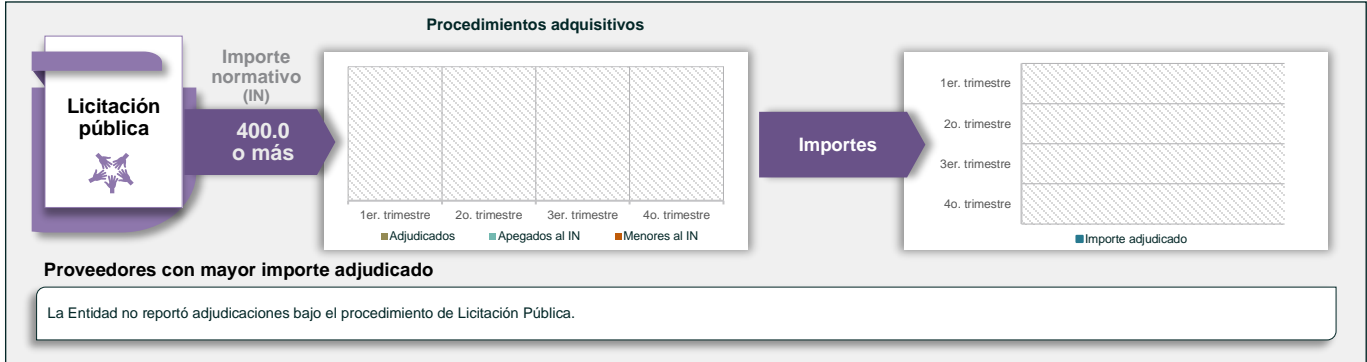 Procedimientos adquisitivos
Licitación
pública
Importe
normativo
(IN)
400.0
o más
1er. trimestre
2o. trimestre
3er. trimestre
4o. trimestre
Adjudicados
Apegados al IN
Menores al IN
Importes
1er. trimestre
2o. trimestre
3er. trimestre
4o. trimestre
Importe adjudicado
Proveedores con mayor importe adjudicado
La Entidad no reportó adjudicaciones bajo el procedimiento de Licitación Pública.